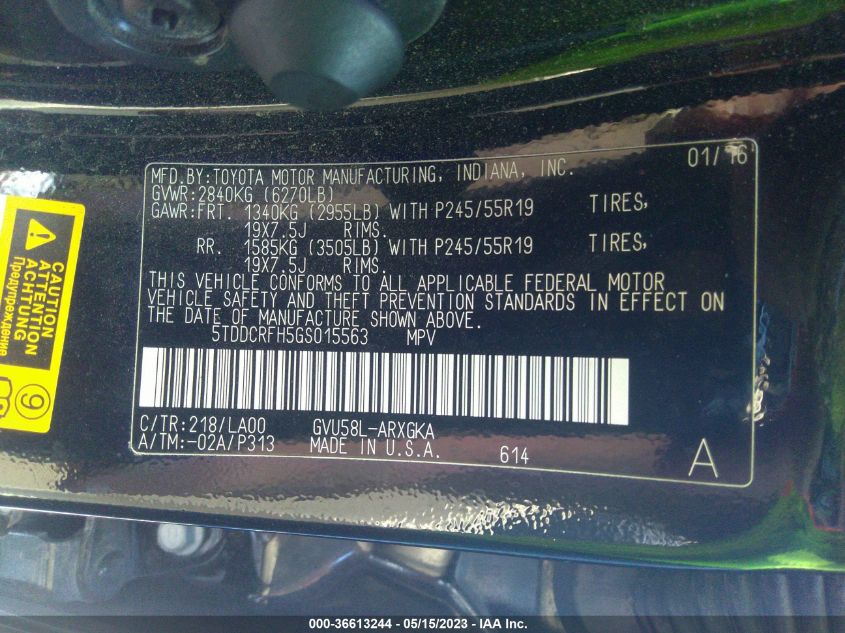 MFD.BY:TOYOTA MOTOR MANUFACTURING, INDIANA, INC. 01/16
GVWR:2840KG (6270LB)
GAWR:FRT. 1340KG (2955LB) WITH P245/55R19 TIRES,
19X7.5J RIMS.
RR. 1585KG (3505LB) WITH P245/55R19 TIRES,
19X7.5J RIMS.
THIS VEHICLE CONFORMS TO ALL APPLICABLE FEDERAL MOTOR
VEHICLE SAFETY AND THEFT PREVENTION STANDARDS IN EFFECT ON
THE DATE OF MANUFACTURE SHOWN ABOVE.
5TDDCRFH5GS015563 MPV
C/TR:218/LA00 GVU58L-ARXGKA
A/TM:-02A/P313 MADE IN U.S.A. 614
A
CAUTION
ATTENTION
ACHTUNG
Предупреждение
9
000-36613244 — 05/15/2023 — IAA Inc.